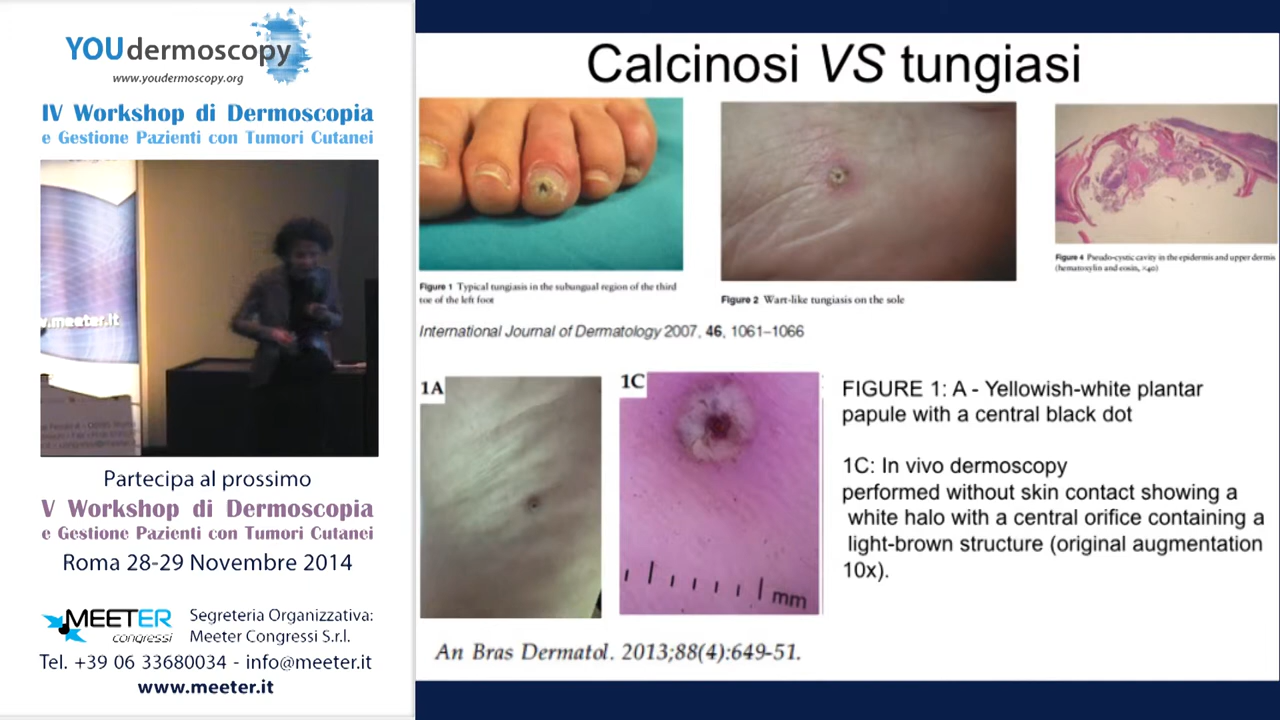 YOUdermoscopy
www.youdermoscopy.org
IV Workshop di Dermoscopia
e Gestione Pazienti con Tumori Cutanei
.meeter.it
Partecipa al prossimo
V Workshop di Dermoscopia
e Gestione Pazienti con Tumori Cutanei
Roma 28-29 Novembre 2014
MEETER
congressi
Segreteria Organizzativa:
Meeter Congressi S.r.l.
Tel. +39 06 33680034 - info@meeter.it
www.meeter.it
Calcinosi VS tungiasi
Figure 1 Typical tungiasis in the subungual region of the third
toe of the left foot
Figure 2 Wart-like tungiasis on the sole
Figure 4 Pseudo-cystic cavity in the epidermis and upper dermis
(hematoxylin and eosin, ×40)
International Journal of Dermatology 2007, 46, 1061–1066
1A
1C
mm
FIGURE 1: A - Yellowish-white plantar
papule with a central black dot
1C: In vivo dermoscopy
performed without skin contact showing a
white halo with a central orifice containing a
light-brown structure (original augmentation
10x).
An Bras Dermatol. 2013;88(4):649-51.